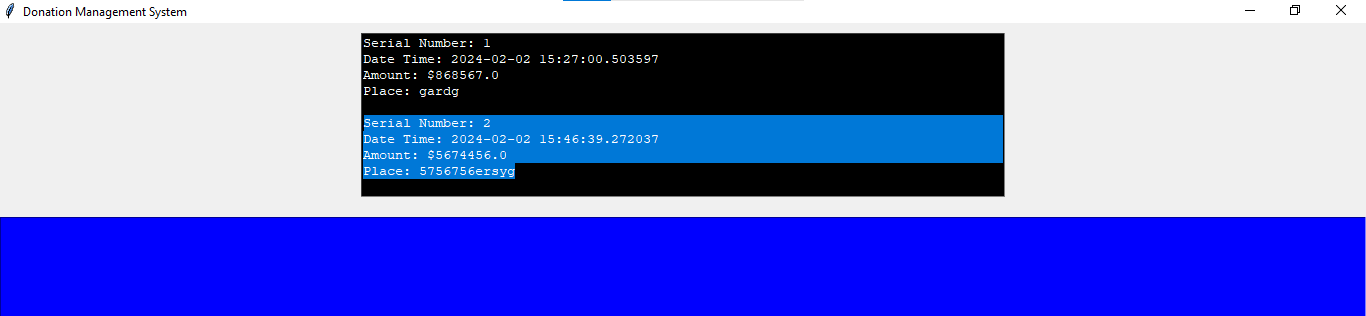 Donation Management System
Serial Number: 1
Date Time: 2024-02-02 15:27:00.503597
Amount: $868567.0
Place: gardg
Serial Number: 2
Date Time: 2024-02-02 15:46:39.272037
Amount: $5674456.0
Place: 5756756ersyg